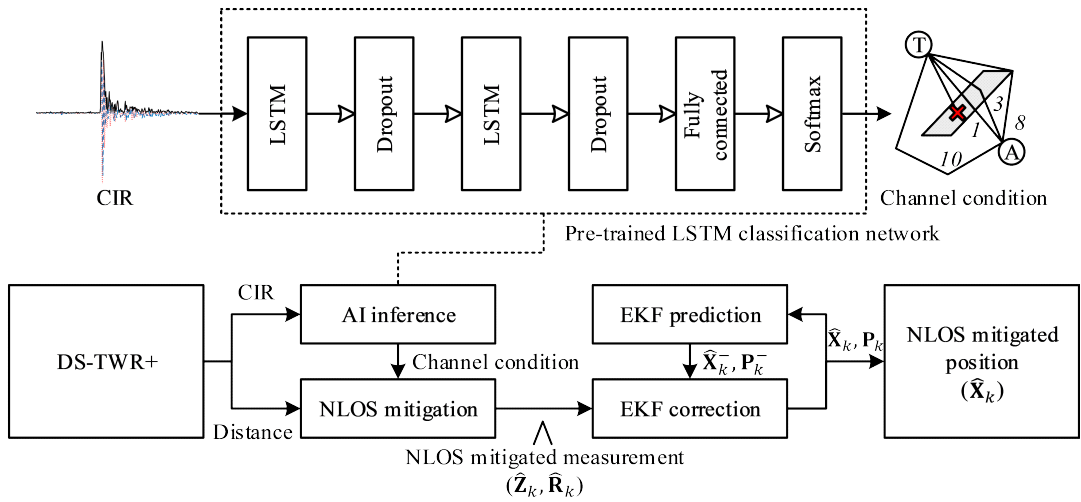 CIR
LSTM
Dropout
LSTM
Dropout
Fully
connected
Softmax
T
3
1
8
A
10
Channel condition
Pre-trained LSTM classification network
DS-TWR+
CIR
Distance
AI inference
Channel condition
NLOS mitigation
NLOS mitigated measurement
(Ẑₖ, R̂ₖ)
EKF prediction
X̂ₖ⁻, Pₖ⁻
EKF correction
X̂ₖ, Pₖ
NLOS mitigated
position
(X̂ₖ)